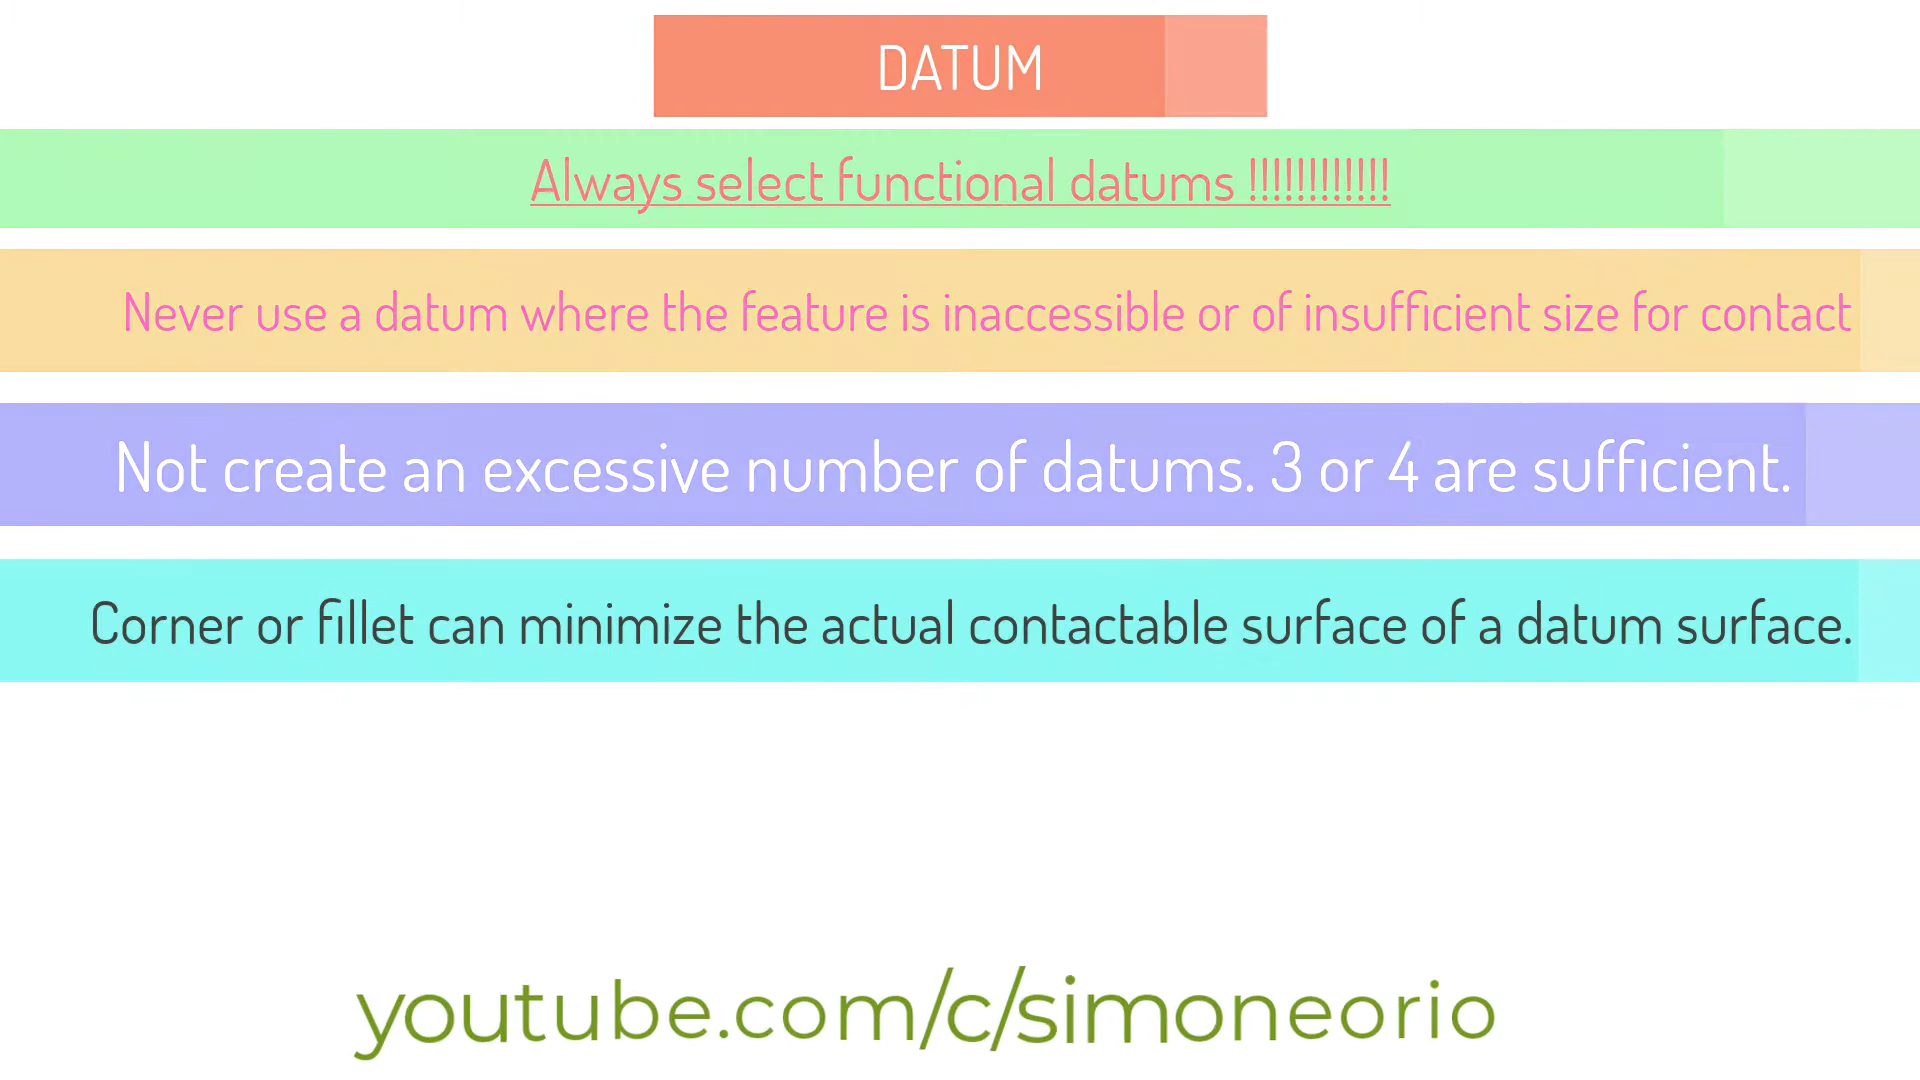 DATUM
Always select functional datums !!!!!!!!!!!!
Never use a datum where the feature is inaccessible or of insufficient size for contact
Not create an excessive number of datums. 3 or 4 are sufficient.
Corner or fillet can minimize the actual contactable surface of a datum surface.
youtube.com/c/simoneorio